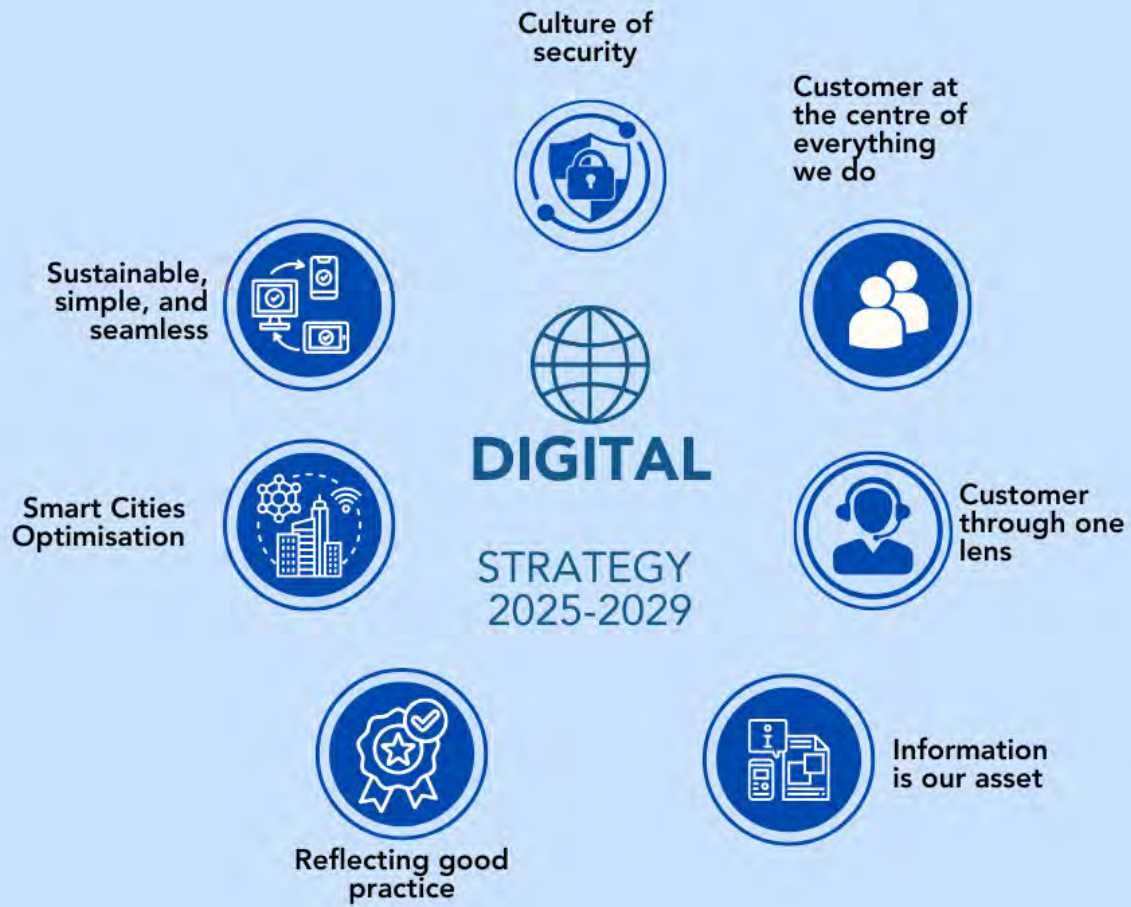 Culture of
security
Customer at
the centre of
everything
we do
Sustainable,
simple, and
seamless
DIGITAL
STRATEGY
2025-2029
Smart Cities
Optimisation
Customer
through one
lens
Information
is our asset
Reflecting good
practice